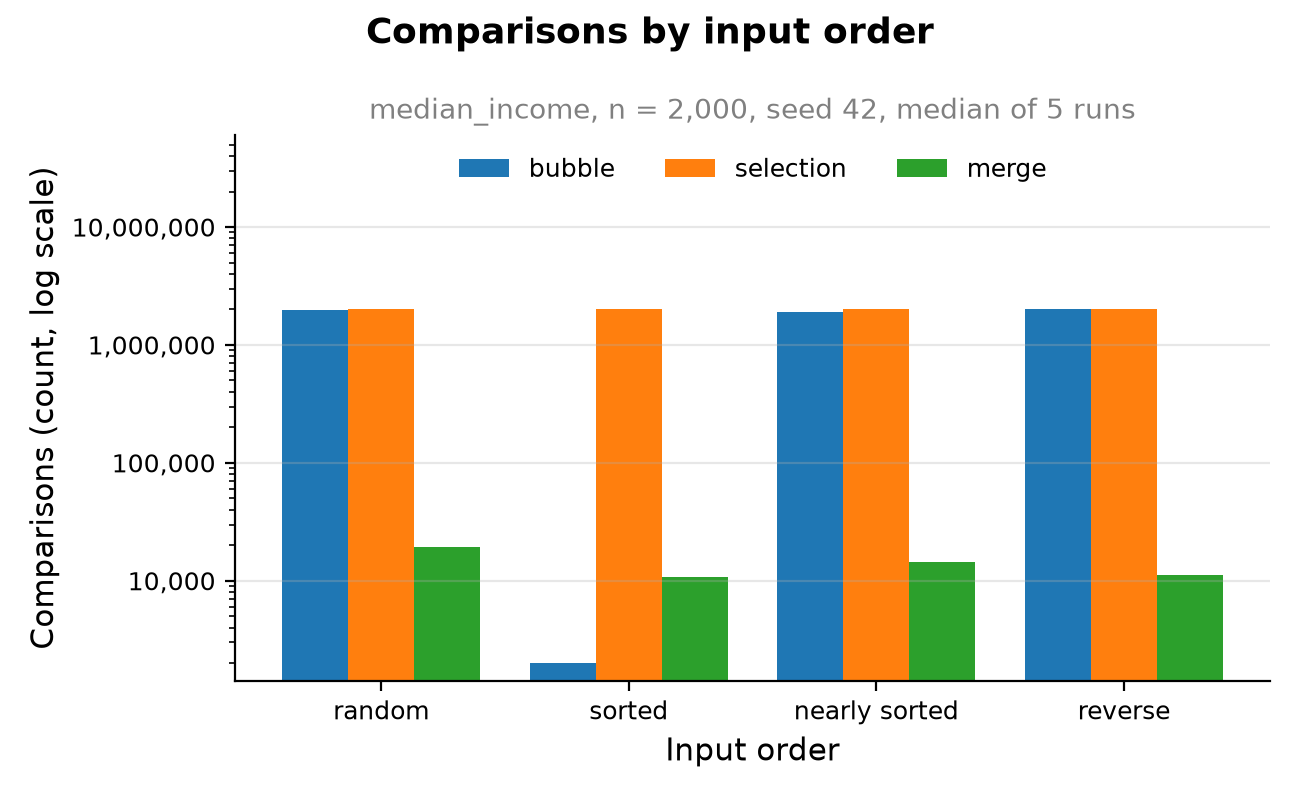 Comparisons by input order
median_income, n = 2,000, seed 42, median of 5 runs
bubble selection merge
Comparisons (count, log scale)
10,000,000
1,000,000
100,000
10,000
random sorted nearly sorted reverse
Input order